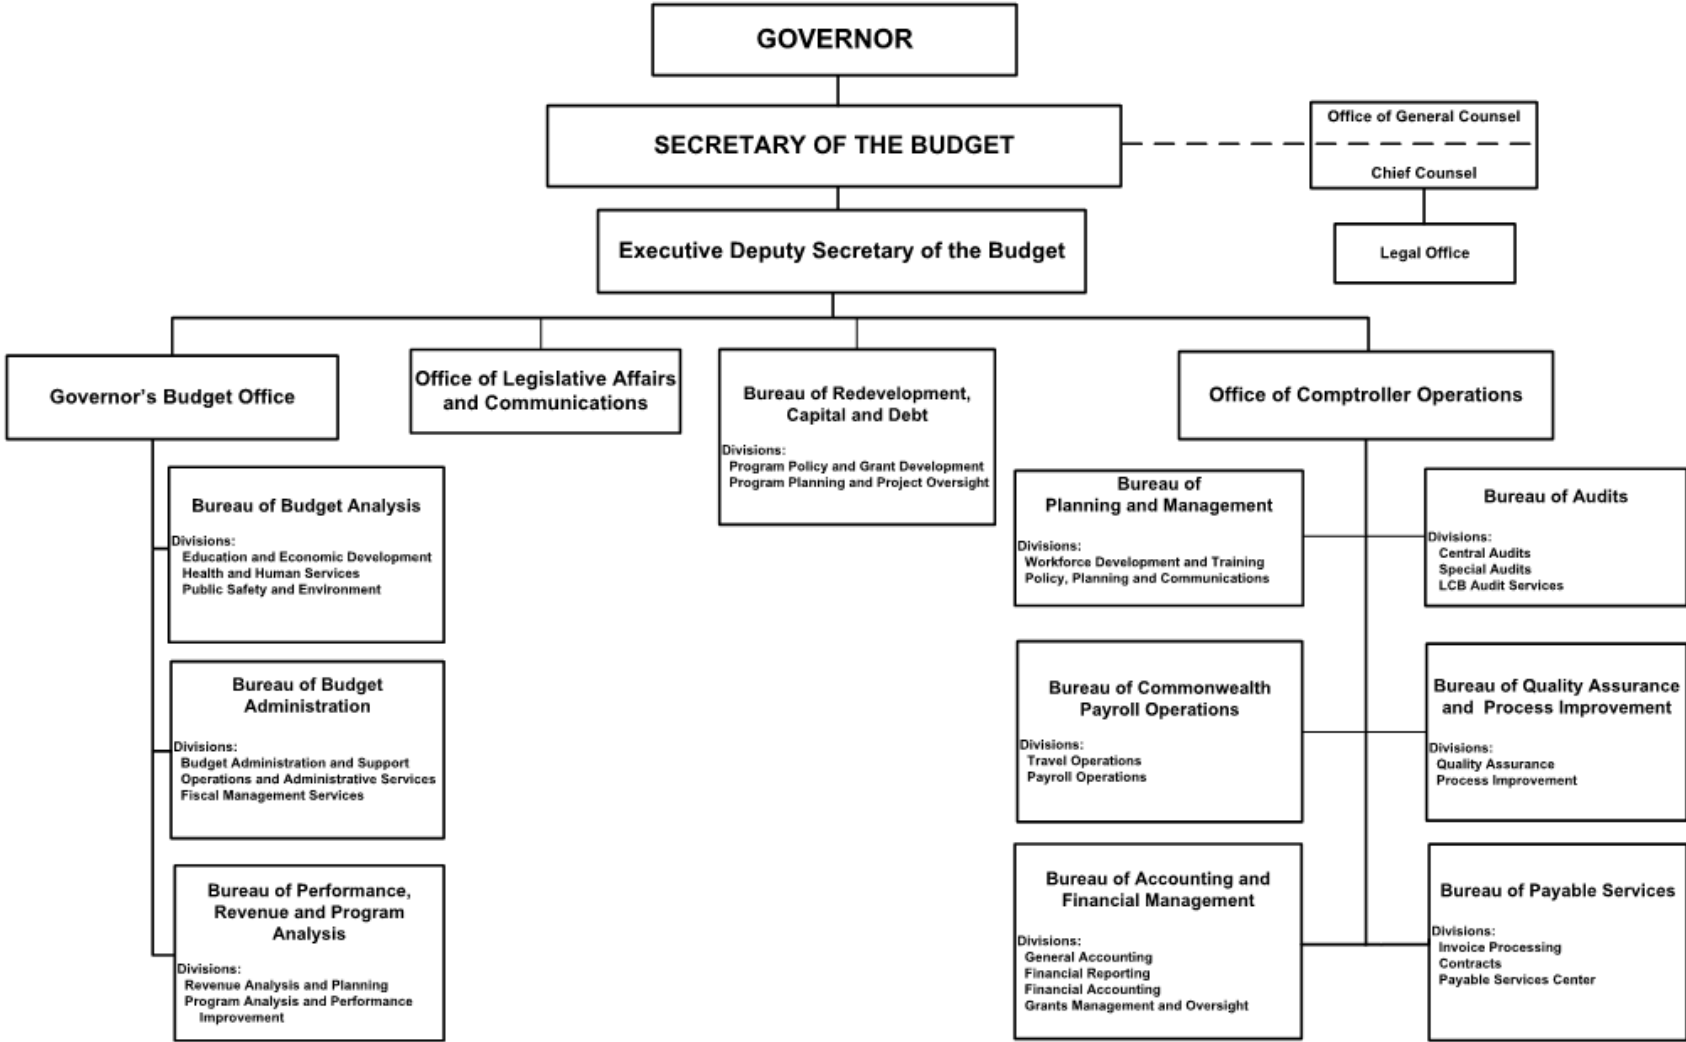 GOVERNOR
SECRETARY OF THE BUDGET
Office of General Counsel
Chief Counsel
Executive Deputy Secretary of the Budget
Legal Office
Governor's Budget Office
Office of Legislative Affairs
and Communications
Bureau of Redevelopment,
Capital and Debt
Divisions:
Program Policy and Grant Development
Program Planning and Project Oversight
Office of Comptroller Operations
Bureau of Budget Analysis
Divisions:
Education and Economic Development
Health and Human Services
Public Safety and Environment
Bureau of Budget
Administration
Divisions:
Budget Administration and Support
Operations and Administrative Services
Fiscal Management Services
Bureau of Performance,
Revenue and Program
Analysis
Divisions:
Revenue Analysis and Planning
Program Analysis and Performance
Improvement
Bureau of
Planning and Management
Divisions:
Workforce Development and Training
Policy, Planning and Communications
Bureau of Audits
Divisions:
Central Audits
Special Audits
LCB Audit Services
Bureau of Commonwealth
Payroll Operations
Divisions:
Travel Operations
Payroll Operations
Bureau of Quality Assurance
and Process Improvement
Divisions:
Quality Assurance
Process Improvement
Bureau of Accounting and
Financial Management
Divisions:
General Accounting
Financial Reporting
Financial Accounting
Grants Management and Oversight
Bureau of Payable Services
Divisions:
Invoice Processing
Contracts
Payable Services Center